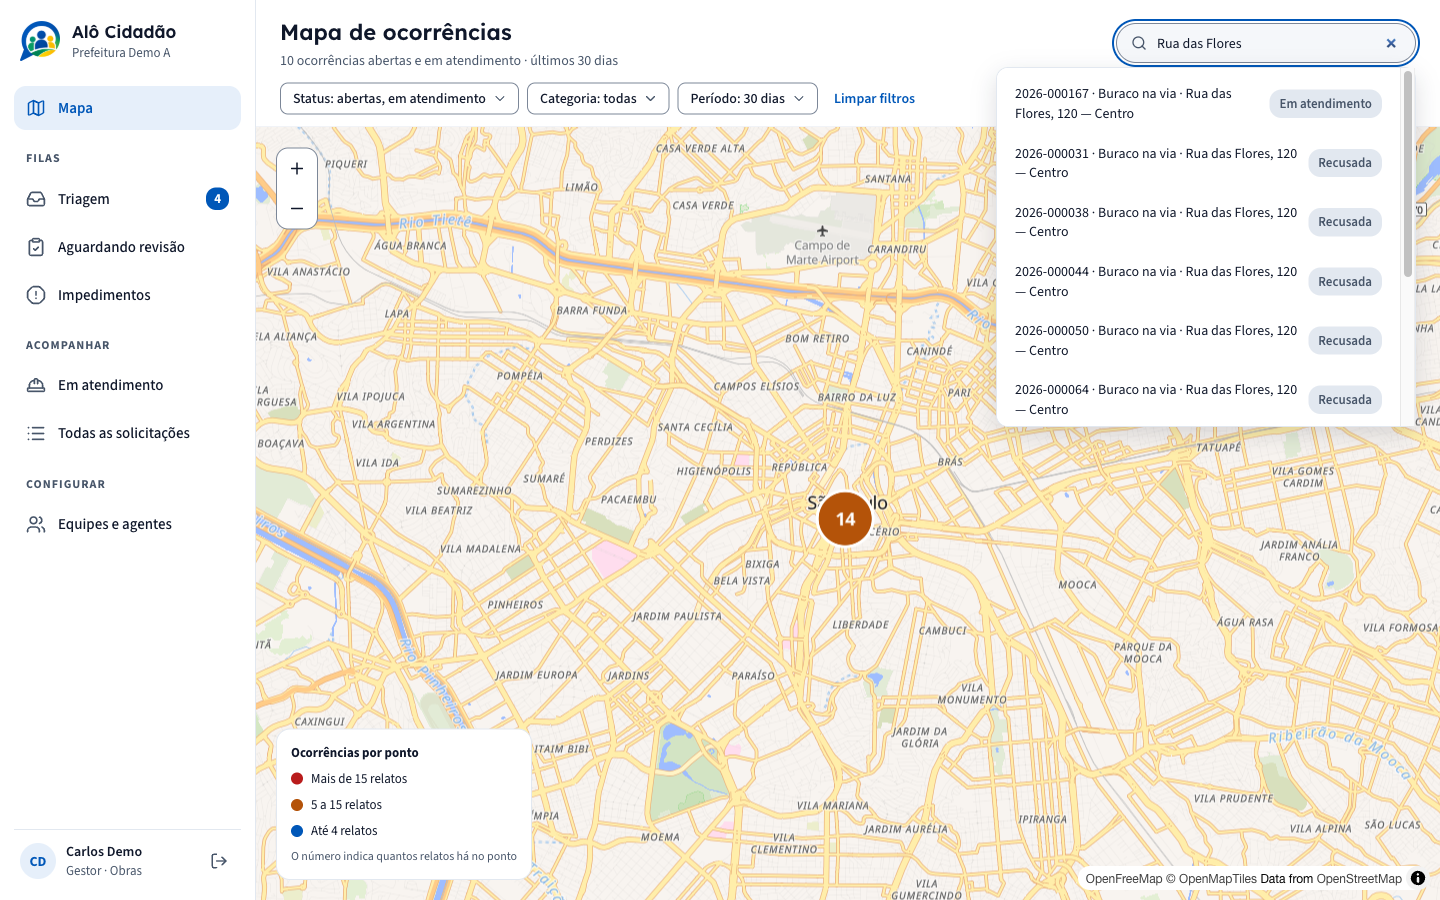 Alô Cidadão
Prefeitura Demo A
Mapa
FILAS
Triagem
4
Aguardando revisão
Impedimentos
ACOMPANHAR
Em atendimento
Todas as solicitações
CONFIGURAR
Equipes e agentes
CD
Carlos Demo
Gestor · Obras
Mapa de ocorrências
10 ocorrências abertas e em atendimento · últimos 30 dias
Status: abertas, em atendimento
Categoria: todas
Período: 30 dias
Limpar filtros
Rua das Flores
2026-000167 · Buraco na via · Rua das
Flores, 120 — Centro
Em atendimento
2026-000031 · Buraco na via · Rua das Flores, 120
— Centro
Recusada
2026-000038 · Buraco na via · Rua das Flores, 120
— Centro
Recusada
2026-000044 · Buraco na via · Rua das Flores, 120
— Centro
Recusada
2026-000050 · Buraco na via · Rua das Flores, 120
— Centro
Recusada
2026-000064 · Buraco na via · Rua das Flores, 120
— Centro
Recusada
+
−
CASA VERDE ALTA
PIQUERI
LIMÃO
SANTANA
CASA VERDE
Rio Tietê
ÁGUA BRANCA
Campo de
Marte Airport
CARANDIRU
VILA ANASTÁCIO
LAPA
BARRA FUNDA
Rio
BOM RETIRO
CANINDÉ
POMPÉIA
CAMPOS ELÍSIOS
BAIRRO DA LUZ
PARI
VILA IPOJUCA
VILA ARGENTINA
SANTA CECÍLIA
PERDIZES
BRÁS
TATUAPÉ
VILA IDA
HIGIENÓPOLIS
REPÚBLICA
VILA GOMES
CARDIM
SUMARÉ
SUMAREZINHO
PACAEMBU
VILA BEATRIZ
14
VILA MADALENA
BIXIGA
BELA VISTA
JARDIM ANÁLIA
FRANCO
MOOCA
PINHEIROS
JARDIM PAULISTA
LIBERDADE
CAMBUCI
ÁGUA RASA
VILA FORMOSA
PARQUE DA
MOOCA
Rio Pinheiros
JARDIM EUROPA
JARDINS
PARAÍSO
VILA
MONUMENTO
CAXINGUI
JARDIM DA
GLÓRIA
ITAIM BIBI
Ribeirão da Mooca
VILA PRUDENTE
VILA MARIANA
IPIRANGA
JARDIM AURÉLIA
VILA ALPINA
SÃO LUCAS
MOEMA
VILA
CLEMENTINO
VILA
GUMERCINDO
Ocorrências por ponto
Mais de 15 relatos
5 a 15 relatos
Até 4 relatos
O número indica quantos relatos há no ponto
OpenFreeMap © OpenMapTiles Data from OpenStreetMap